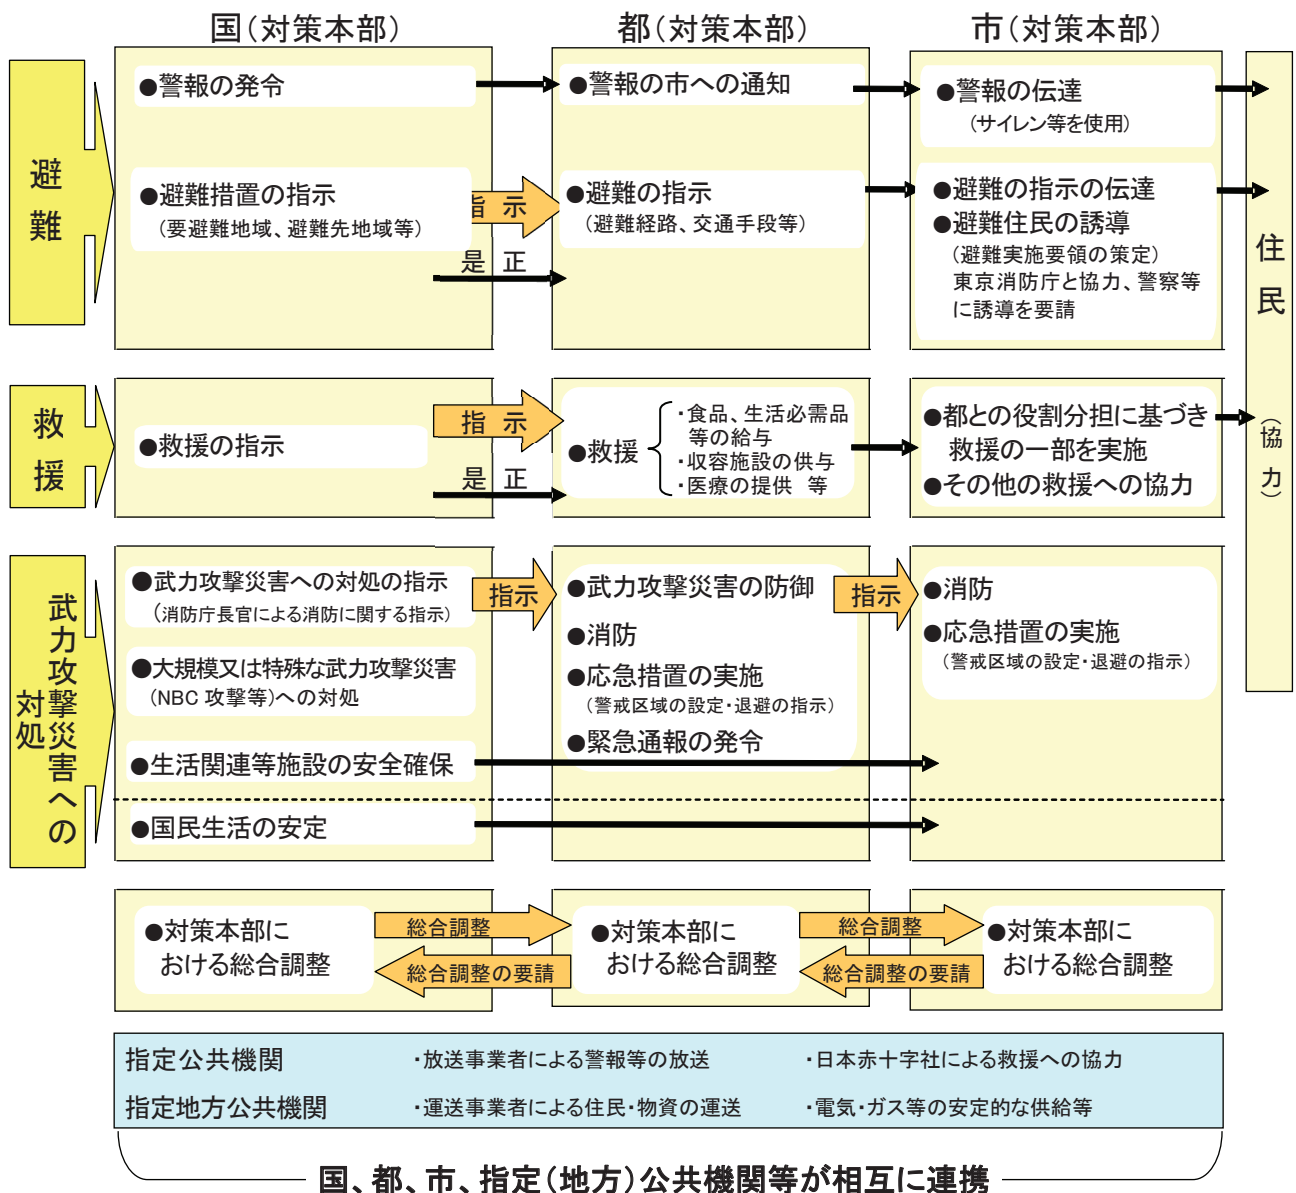 国（対策本部）
都（対策本部）
市（対策本部）
避難
●警報の発令
●警報の市への通知
●警報の伝達
（サイレン等を使用）
●避難措置の指示
（要避難地域、避難先地域等）
指 示
●避難の指示
（避難経路、交通手段等）
是 正
●避難の指示の伝達
●避難住民の誘導
（避難実施要領の策定）
東京消防庁と協力、警察等
に誘導を要請
住民
（協力）
救援
●救援の指示
指 示
是 正
●救援
・食品、生活必需品
等の給与
・収容施設の供与
・医療の提供 等
●都との役割分担に基づき
救援の一部を実施
●その他の救援への協力
武力攻撃災害への
対処
●武力攻撃災害への対処の指示
（消防庁長官による消防に関する指示）
●大規模又は特殊な武力攻撃災害
（NBC 攻撃等）への対処
●生活関連等施設の安全確保
●国民生活の安定
指示
●武力攻撃災害の防御
●消防
●応急措置の実施
（警戒区域の設定・退避の指示）
●緊急通報の発令
指示
●消防
●応急措置の実施
（警戒区域の設定・退避の指示）
●対策本部に
おける総合調整
総合調整
総合調整の要請
●対策本部に
おける総合調整
総合調整
総合調整の要請
●対策本部に
おける総合調整
指定公共機関 ・放送事業者による警報等の放送 ・日本赤十字社による救援への協力
指定地方公共機関 ・運送事業者による住民・物資の運送 ・電気・ガス等の安定的な供給等
国、都、市、指定（地方）公共機関等が相互に連携